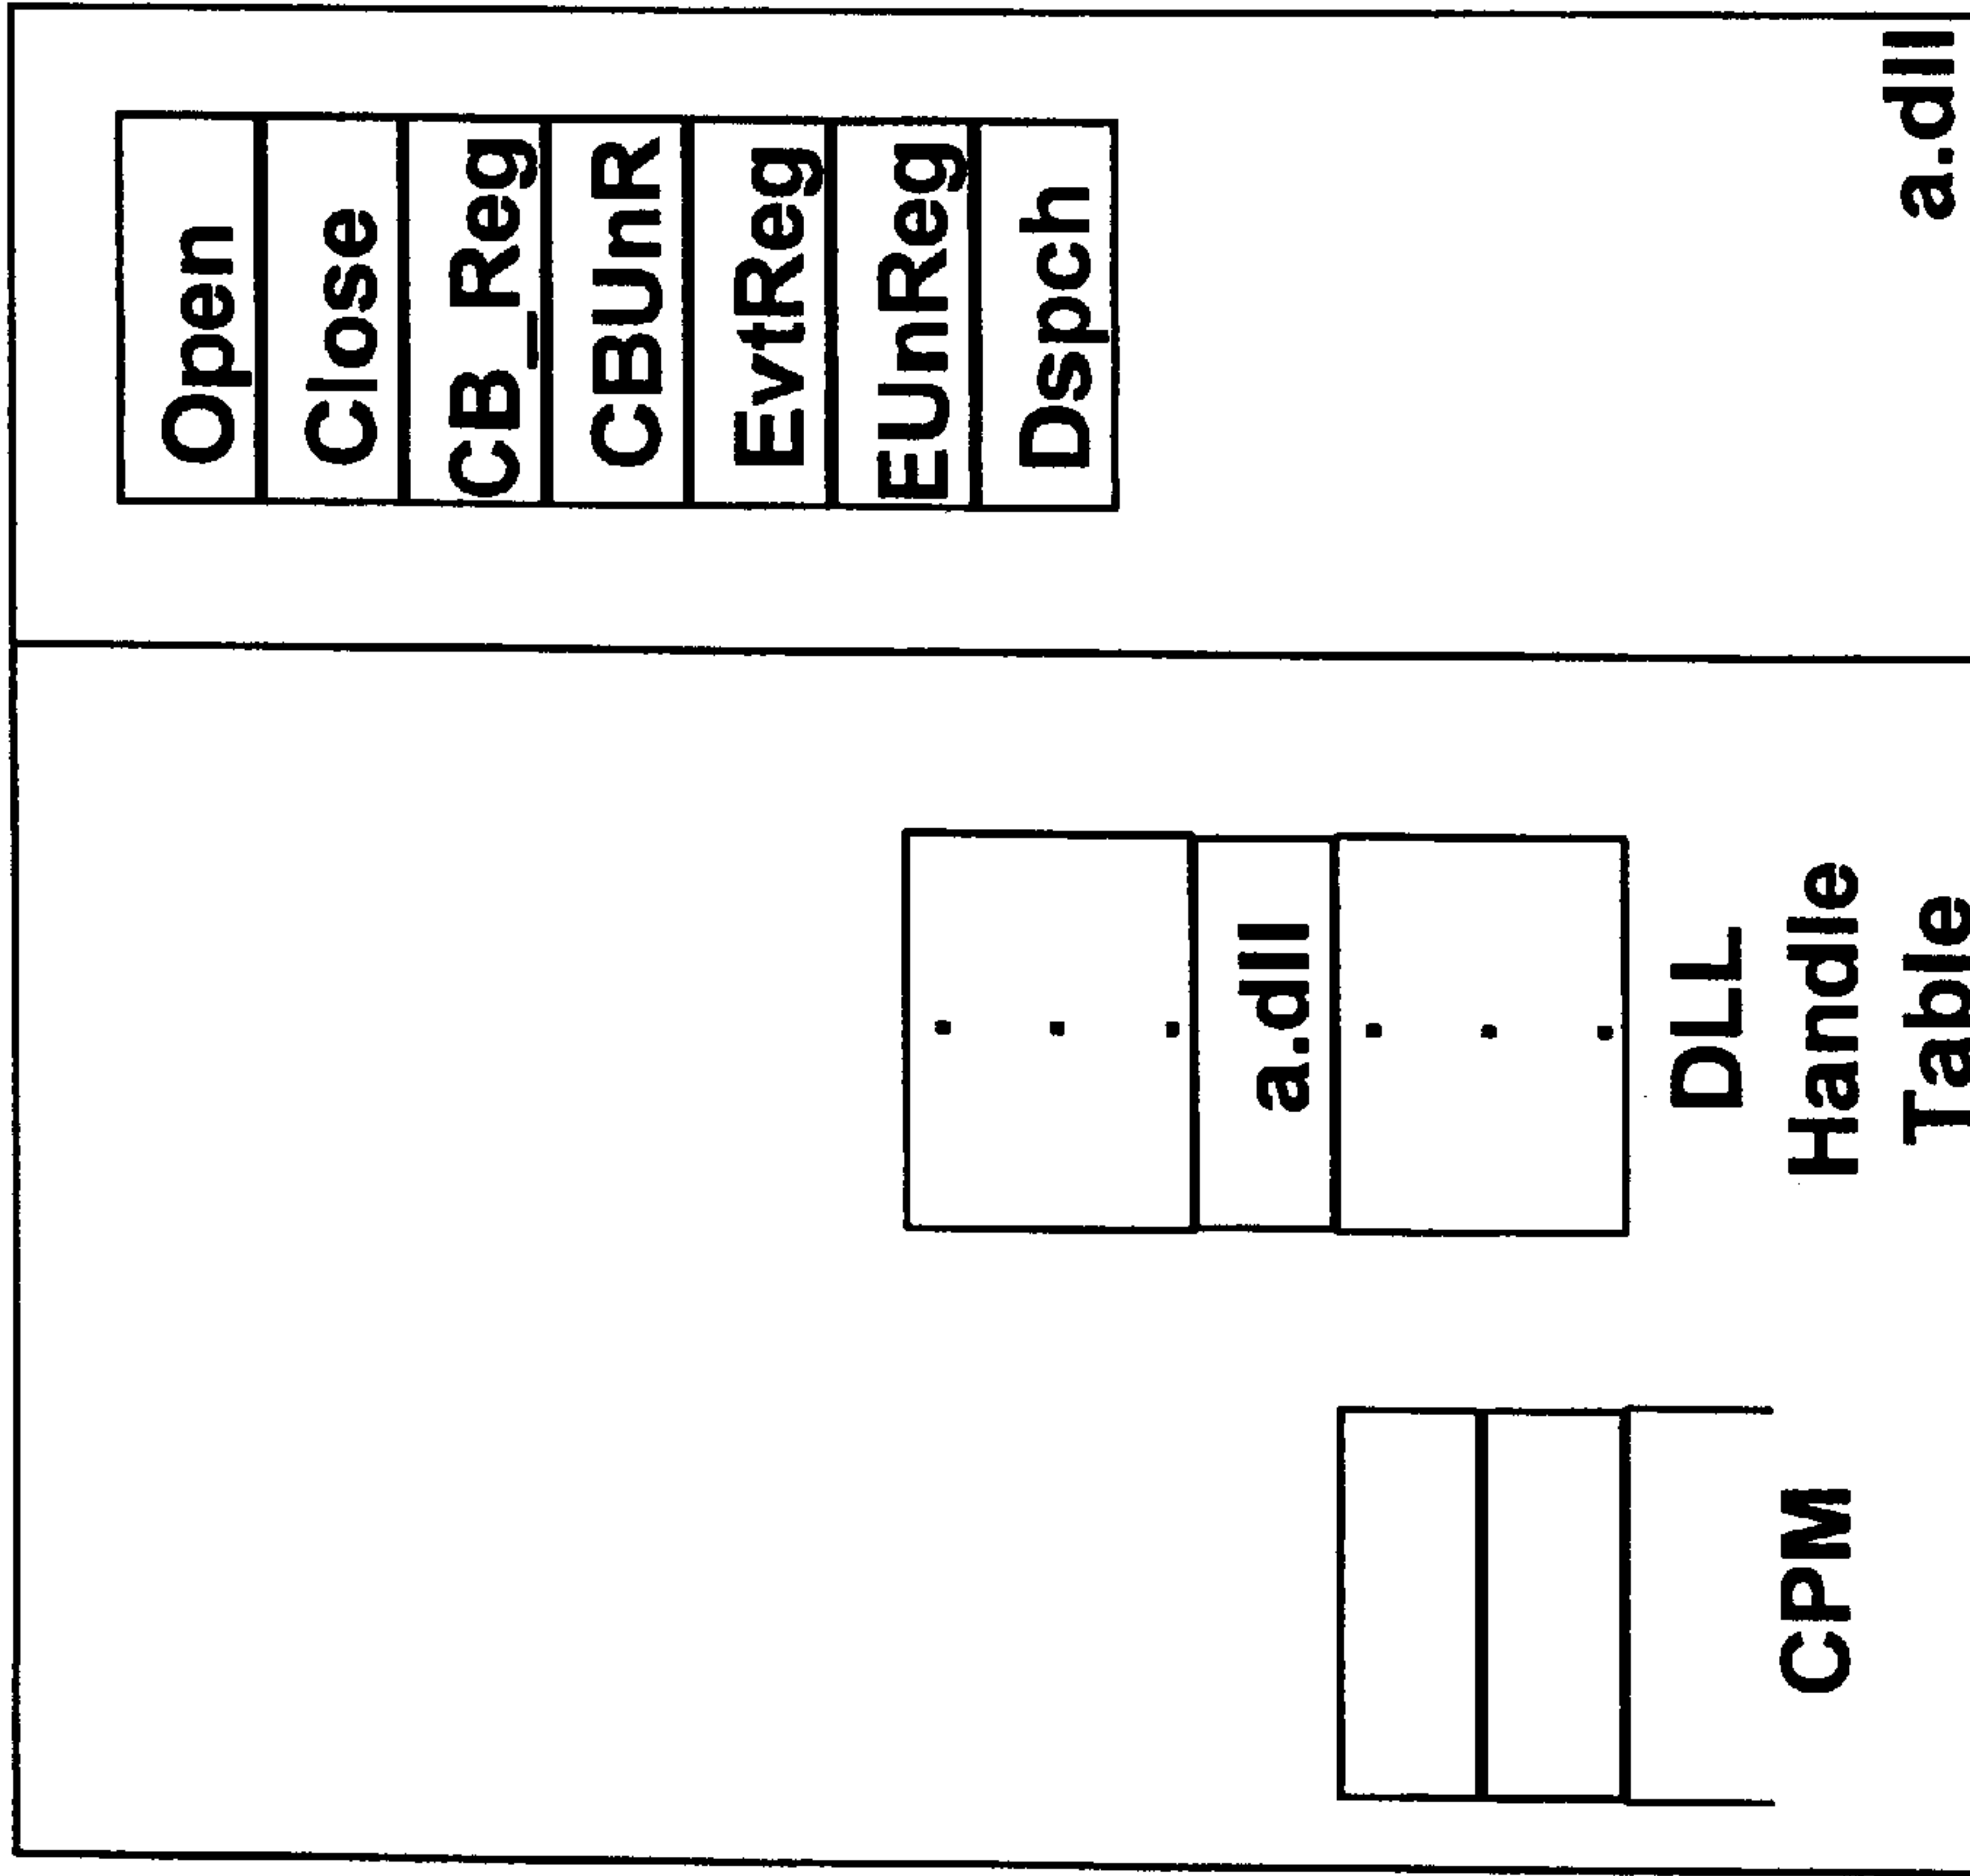 CPM
a.dll
DLL
Handle
Table
Open
Close
CB_Reg
CBUnR
EvtReg
EUnReg
Dspch
a.dll